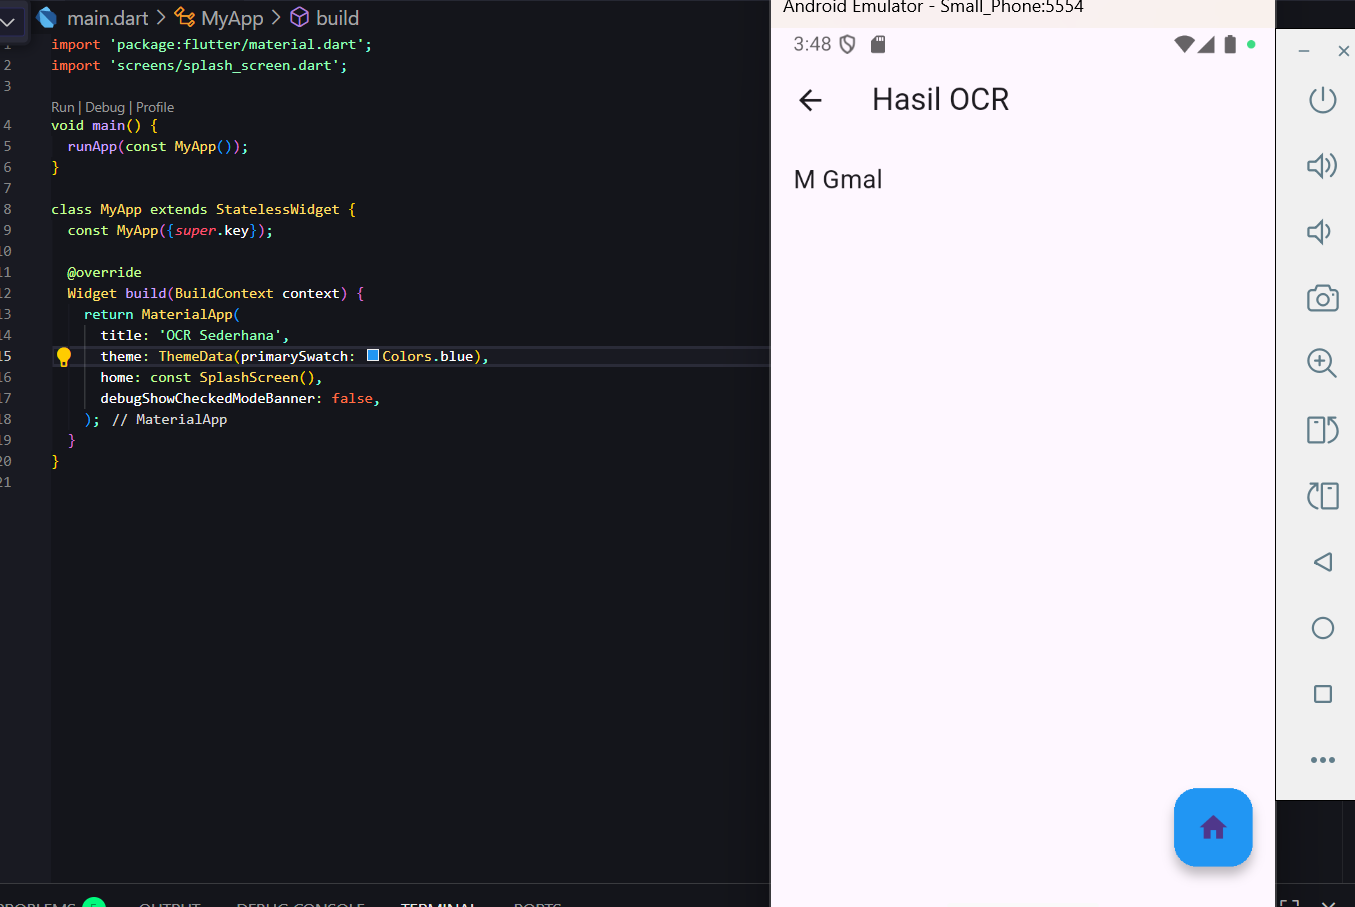 main.dart > MyApp > build
1 import 'package:flutter/material.dart';
2 import 'screens/splash_screen.dart';
3
Run | Debug | Profile
4 void main() {
5 runApp(const MyApp());
6 }
7
8 class MyApp extends StatelessWidget {
9 const MyApp({super.key});
10
11 @override
12 Widget build(BuildContext context) {
13 return MaterialApp(
14 title: 'OCR Sederhana',
15 theme: ThemeData(primarySwatch: Colors.blue),
16 home: const SplashScreen(),
17 debugShowCheckedModeBanner: false,
18 ); // MaterialApp
19 }
20 }
21
PROBLEMS 5 OUTPUT DEBUG CONSOLE TERMINAL PORTS
Android Emulator - Small_Phone:5554
3:48
Hasil OCR
M Gmal